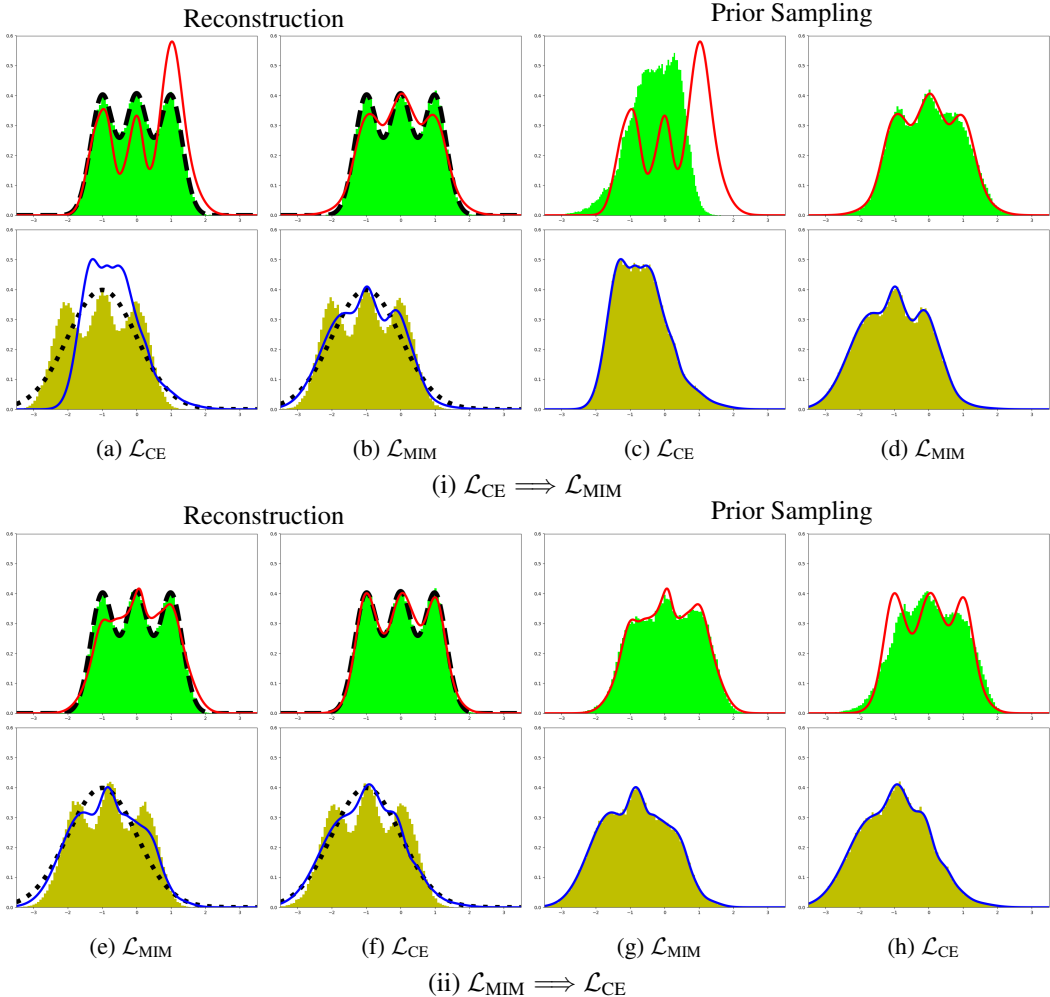 Reconstruction Prior Sampling
(a) ℒCE (b) ℒMIM (c) ℒCE (d) ℒMIM
(i) ℒCE ⟹ ℒMIM
Reconstruction Prior Sampling
(e) ℒMIM (f) ℒCE (g) ℒMIM (h) ℒCE
(ii) ℒMIM ⟹ ℒCE